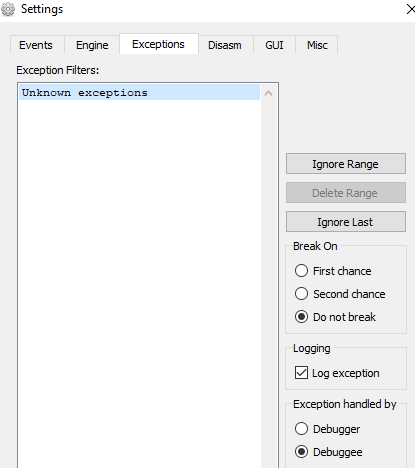 Settings
Events Engine Exceptions Disasm GUI Misc
Exception Filters:
Unknown exceptions
Ignore Range
Delete Range
Ignore Last
Break On
First chance
Second chance
Do not break
Logging
Log exception
Exception handled by
Debugger
Debuggee